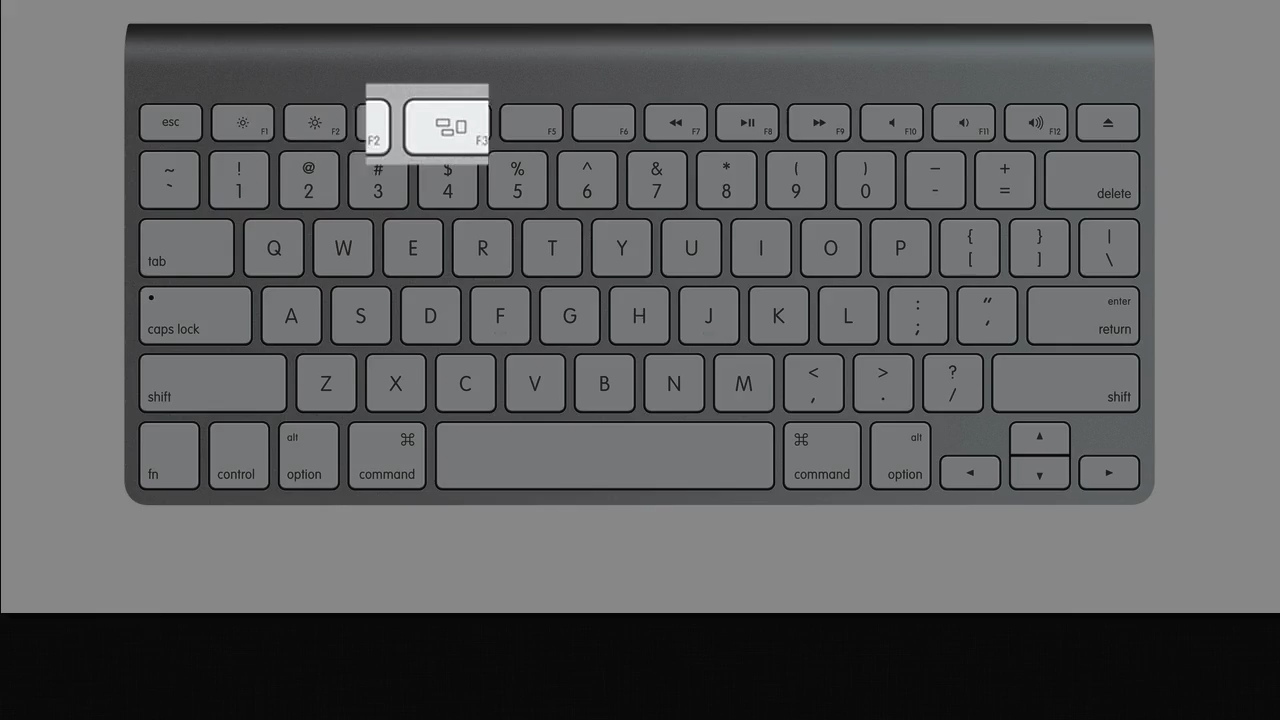 esc F1 F2 F2 F3 F5 F6 F7 F8 F9 F10 F11 F12
~ ! @ # $ % ^ & * ( ) – +
` 1 2 3 4 5 6 7 8 9 0 - = delete
tab Q W E R T Y U I O P { [ } ] | \
caps lock A S D F G H J K L : ; “ ‘ enter return
shift Z X C V B N M < , > . ? / shift
fn control alt option ⌘ command ⌘ command alt option